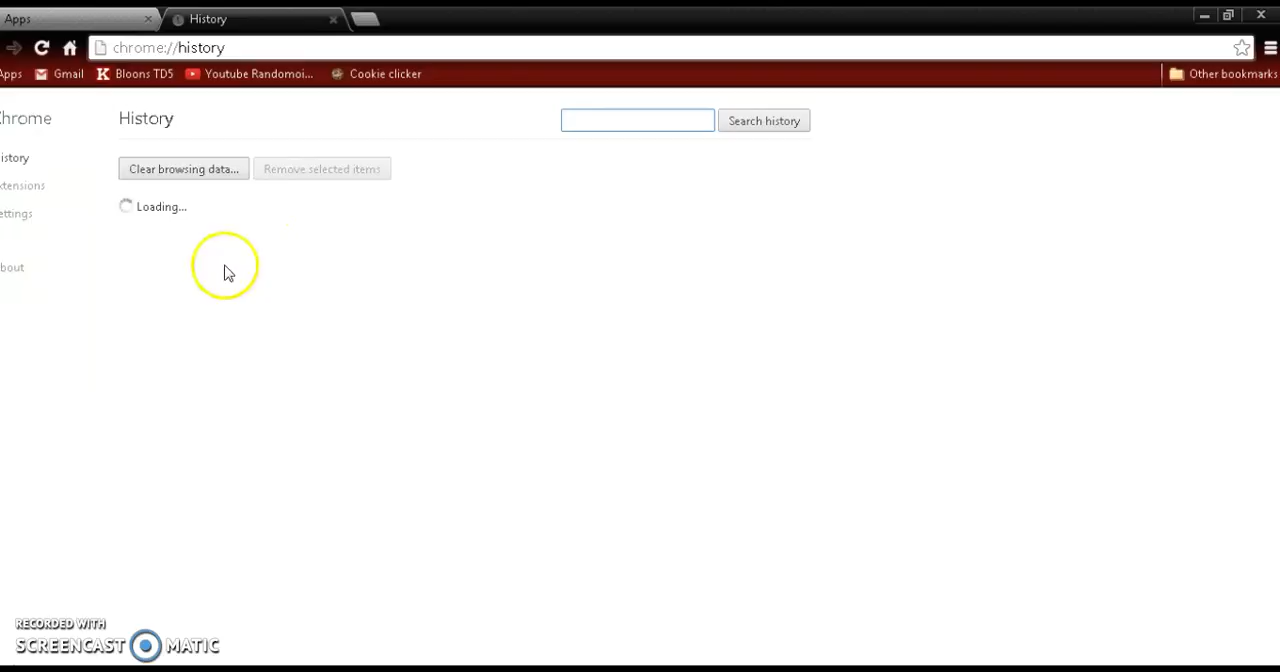 Apps
History
chrome://history
Apps Gmail Bloons TD5 Youtube Randomoi... Cookie clicker Other bookmarks
Chrome
History
Search history
istory
Clear browsing data...
Remove selected items
xtensions
Loading...
ettings
bout
RECORDED WITH
SCREENCAST MATIC